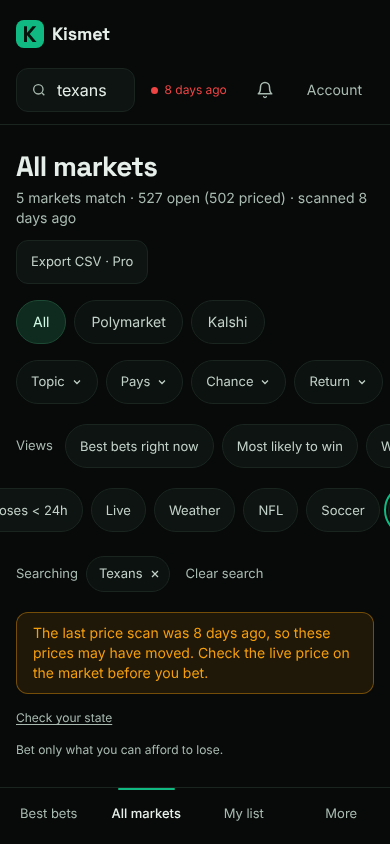 K Kismet
texans
8 days ago
Account
All markets
5 markets match · 527 open (502 priced) · scanned 8
days ago
Export CSV · Pro
All Polymarket Kalshi
Topic Pays Chance Return
Views Best bets right now Most likely to win W
oses < 24h Live Weather NFL Soccer
Searching Texans × Clear search
The last price scan was 8 days ago, so these
prices may have moved. Check the live price on
the market before you bet.
Check your state
Bet only what you can afford to lose.
Best bets All markets My list More